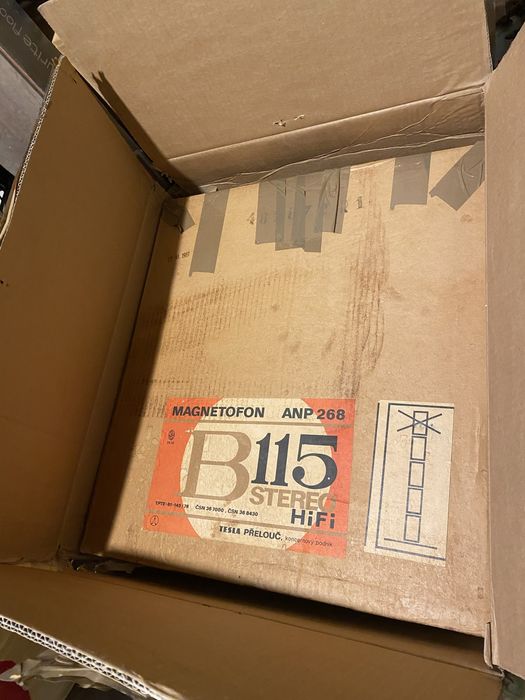 MAGNETOFON ANP 268
B115
STEREO
HiFi
ČSN 36 7000 , ČSN 36 8430
TESLA PŘELOUČ, koncernový podnik